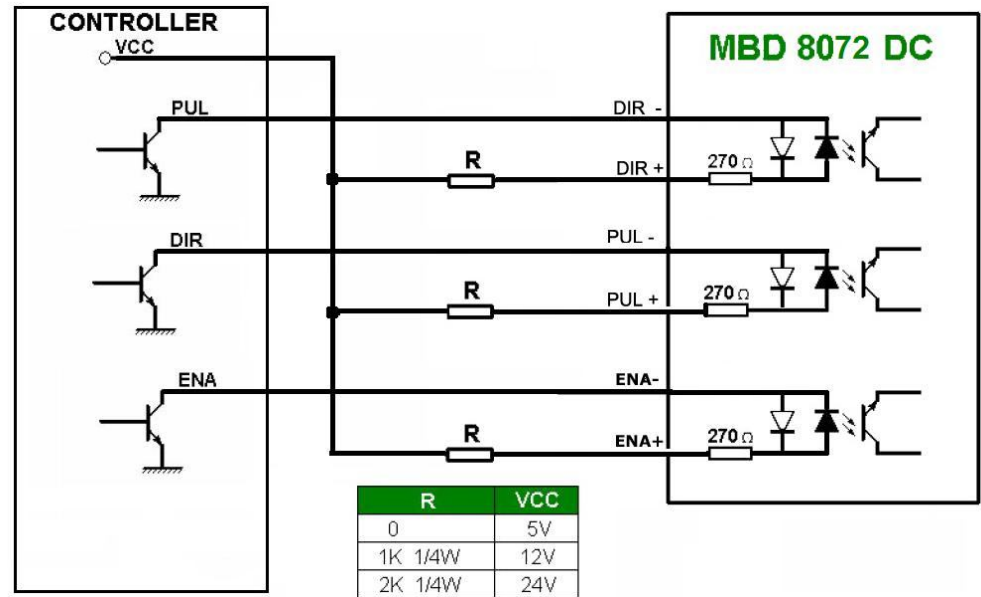 CONTROLLER
VCC
MBD 8072 DC
PUL
DIR -
R
DIR +
270 Ω
DIR
PUL -
R
PUL +
270 Ω
ENA
ENA-
R
ENA+
270 Ω
R VCC
0 5V
1K 1/4W 12V
2K 1/4W 24V